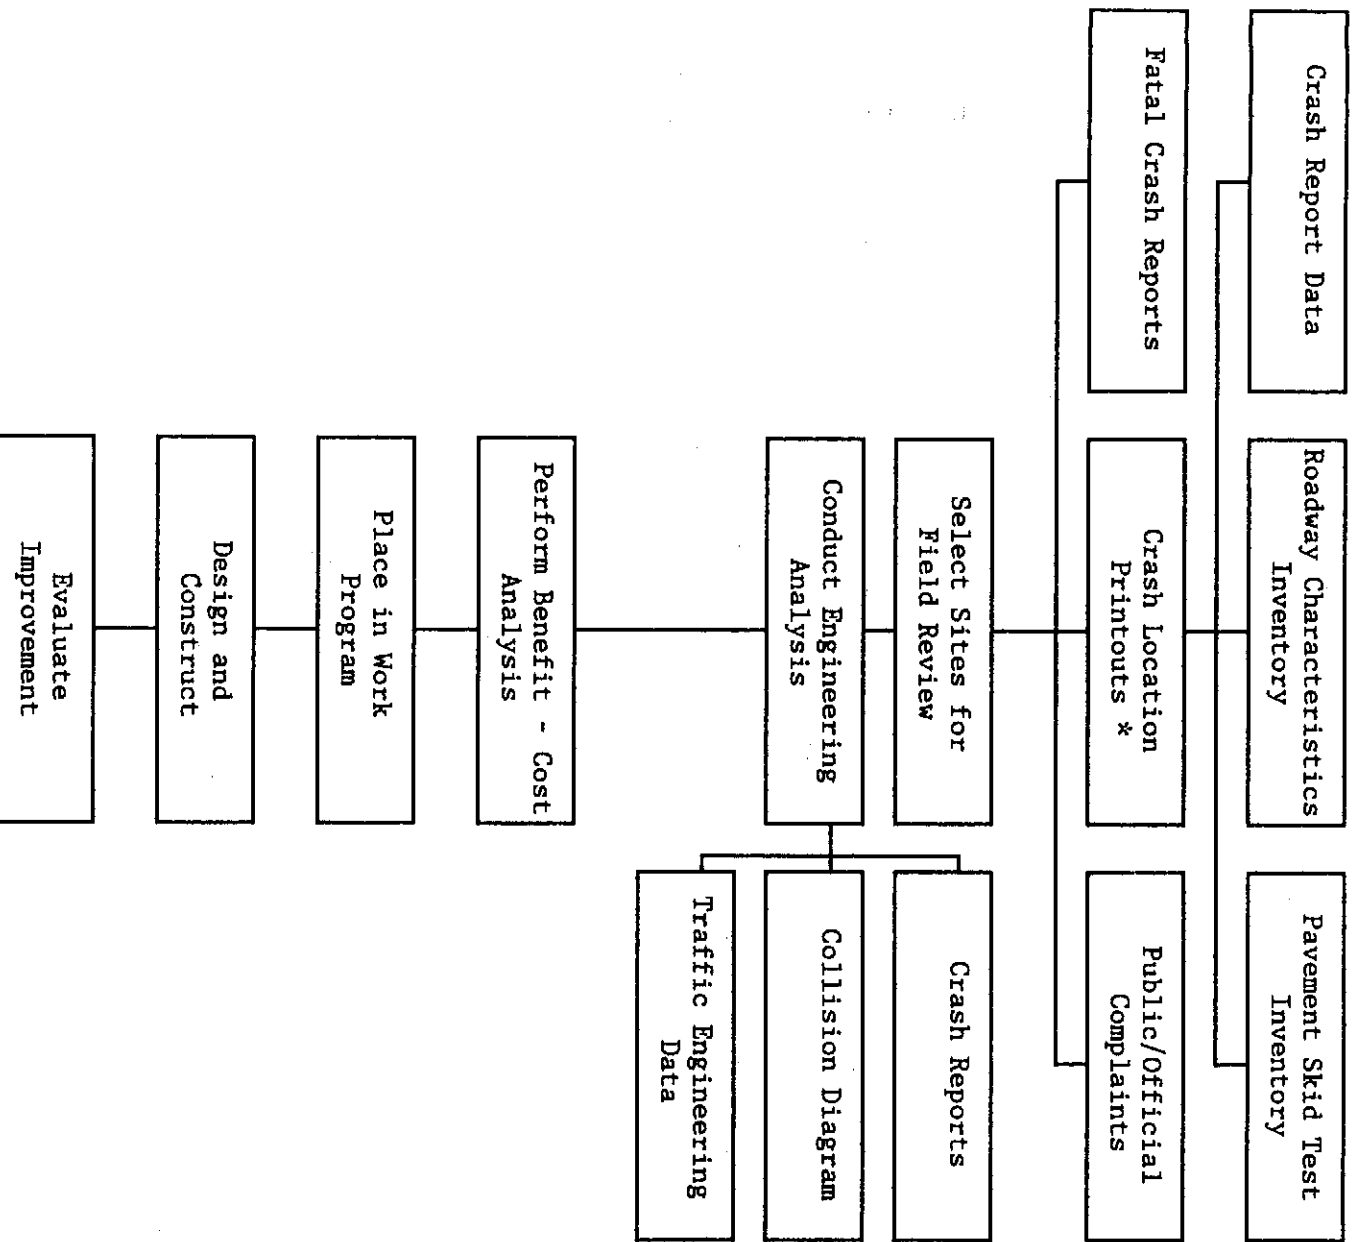 Crash Report Data
Roadway Characteristics
Inventory
Pavement Skid Test
Inventory
Fatal Crash Reports
Crash Location
Printouts *
Public/Official
Complaints
Select Sites for
Field Review
Crash Reports
Conduct Engineering
Analysis
Collision Diagram
Traffic Engineering
Data
Perform Benefit - Cost
Analysis
Place in Work
Program
Design and
Construct
Evaluate
Improvement